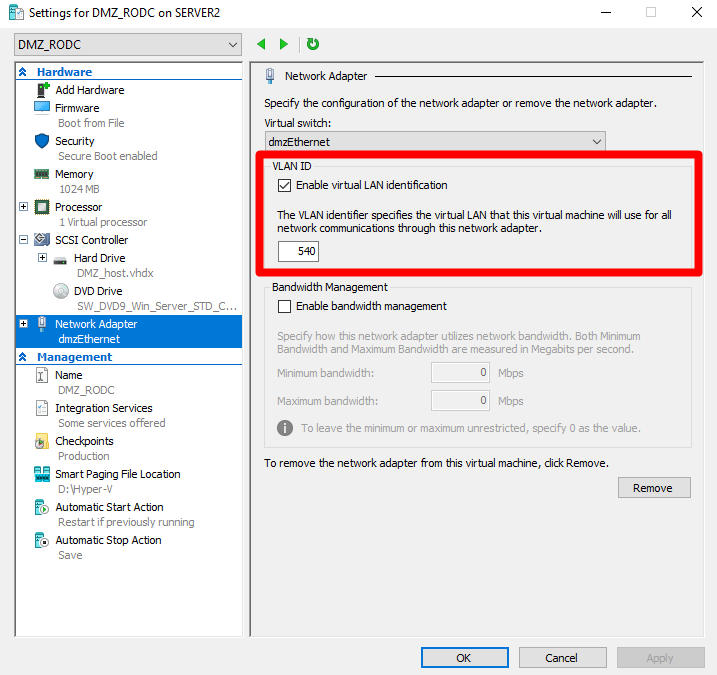 Settings for DMZ_RODC on SERVER2
DMZ_RODC
Hardware
Add Hardware
Firmware
Boot from File
Security
Secure Boot enabled
Memory
1024 MB
Processor
1 Virtual processor
SCSI Controller
Hard Drive
DMZ_host.vhdx
DVD Drive
SW_DVD9_Win_Server_STD_C...
Network Adapter
dmzEthernet
Management
Name
DMZ_RODC
Integration Services
Some services offered
Checkpoints
Production
Smart Paging File Location
D:\Hyper-V
Automatic Start Action
Restart if previously running
Automatic Stop Action
Save
Network Adapter
Specify the configuration of the network adapter or remove the network adapter.
Virtual switch:
dmzEthernet
VLAN ID
Enable virtual LAN identification
The VLAN identifier specifies the virtual LAN that this virtual machine will use for all
network communications through this network adapter.
540
Bandwidth Management
Enable bandwidth management
Specify how this network adapter utilizes network bandwidth. Both Minimum
Bandwidth and Maximum Bandwidth are measured in Megabits per second.
Minimum bandwidth: 0 Mbps
Maximum bandwidth: 0 Mbps
To leave the minimum or maximum unrestricted, specify 0 as the value.
To remove the network adapter from this virtual machine, click Remove.
Remove
OK Cancel Apply